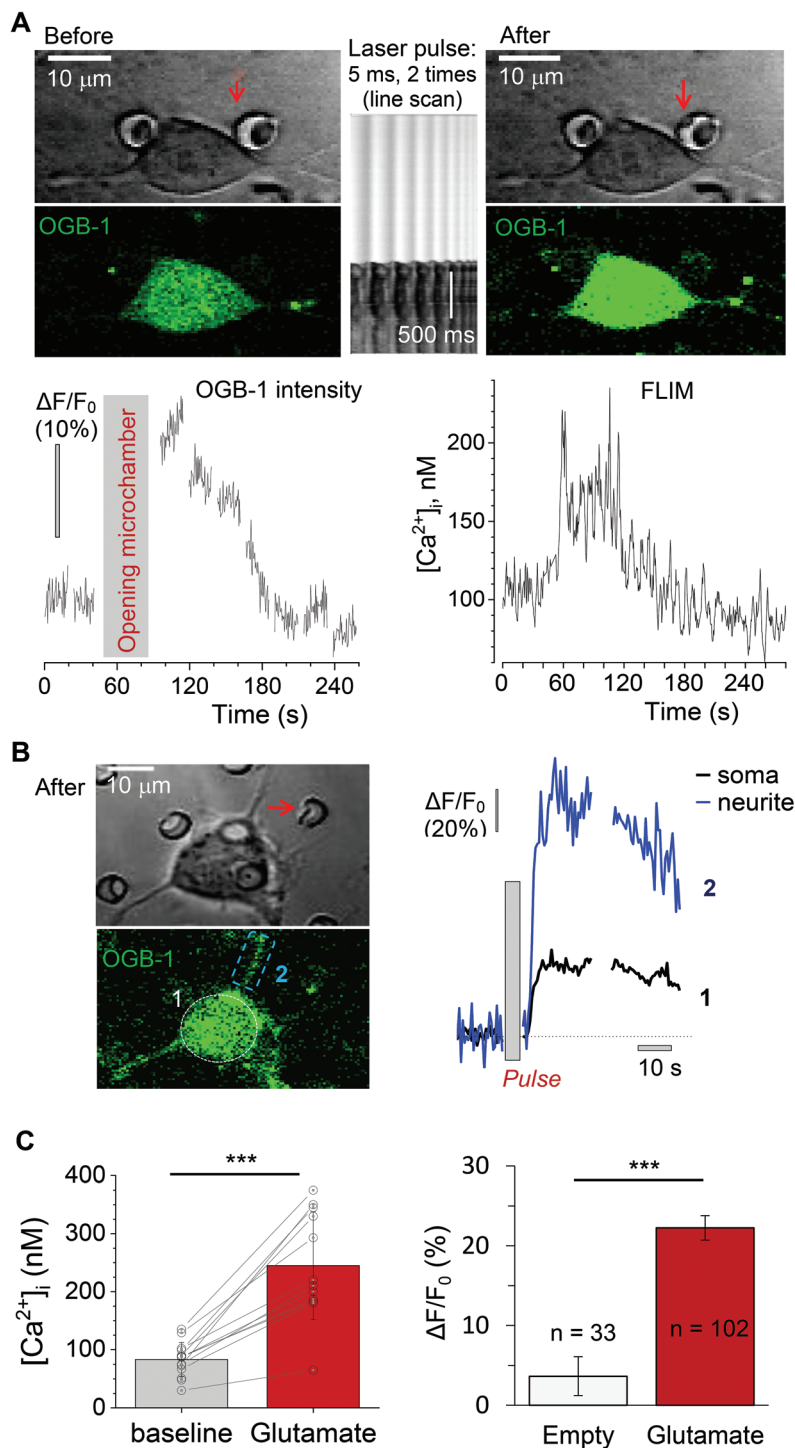 A
Before
10 μm
Laser pulse:
5 ms, 2 times
(line scan)
After
10 μm
OGB-1
500 ms
OGB-1
ΔF/F0
(10%)
Opening microchamber
OGB-1 intensity
0 60 120 180 240
Time (s)
FLIM
[Ca2+]i, nM
200
150
100
0 60 120 180 240
Time (s)
B
After
10 μm
OGB-1
1
2
ΔF/F0
(20%)
soma
neurite
2
1
Pulse
10 s
C
***
[Ca2+]i (nM)
400
300
200
100
0
baseline Glutamate
***
ΔF/F0 (%)
30
20
10
0
n = 33
n = 102
Empty Glutamate